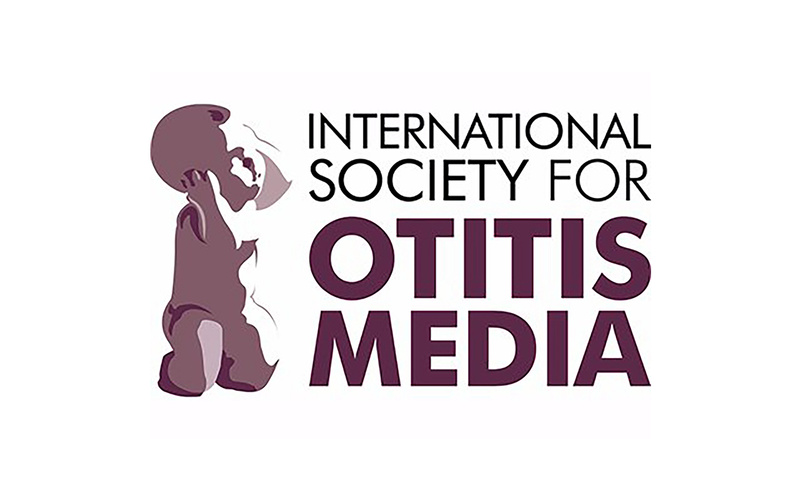 INTERNATIONAL
SOCIETY FOR
OTITIS
MEDIA